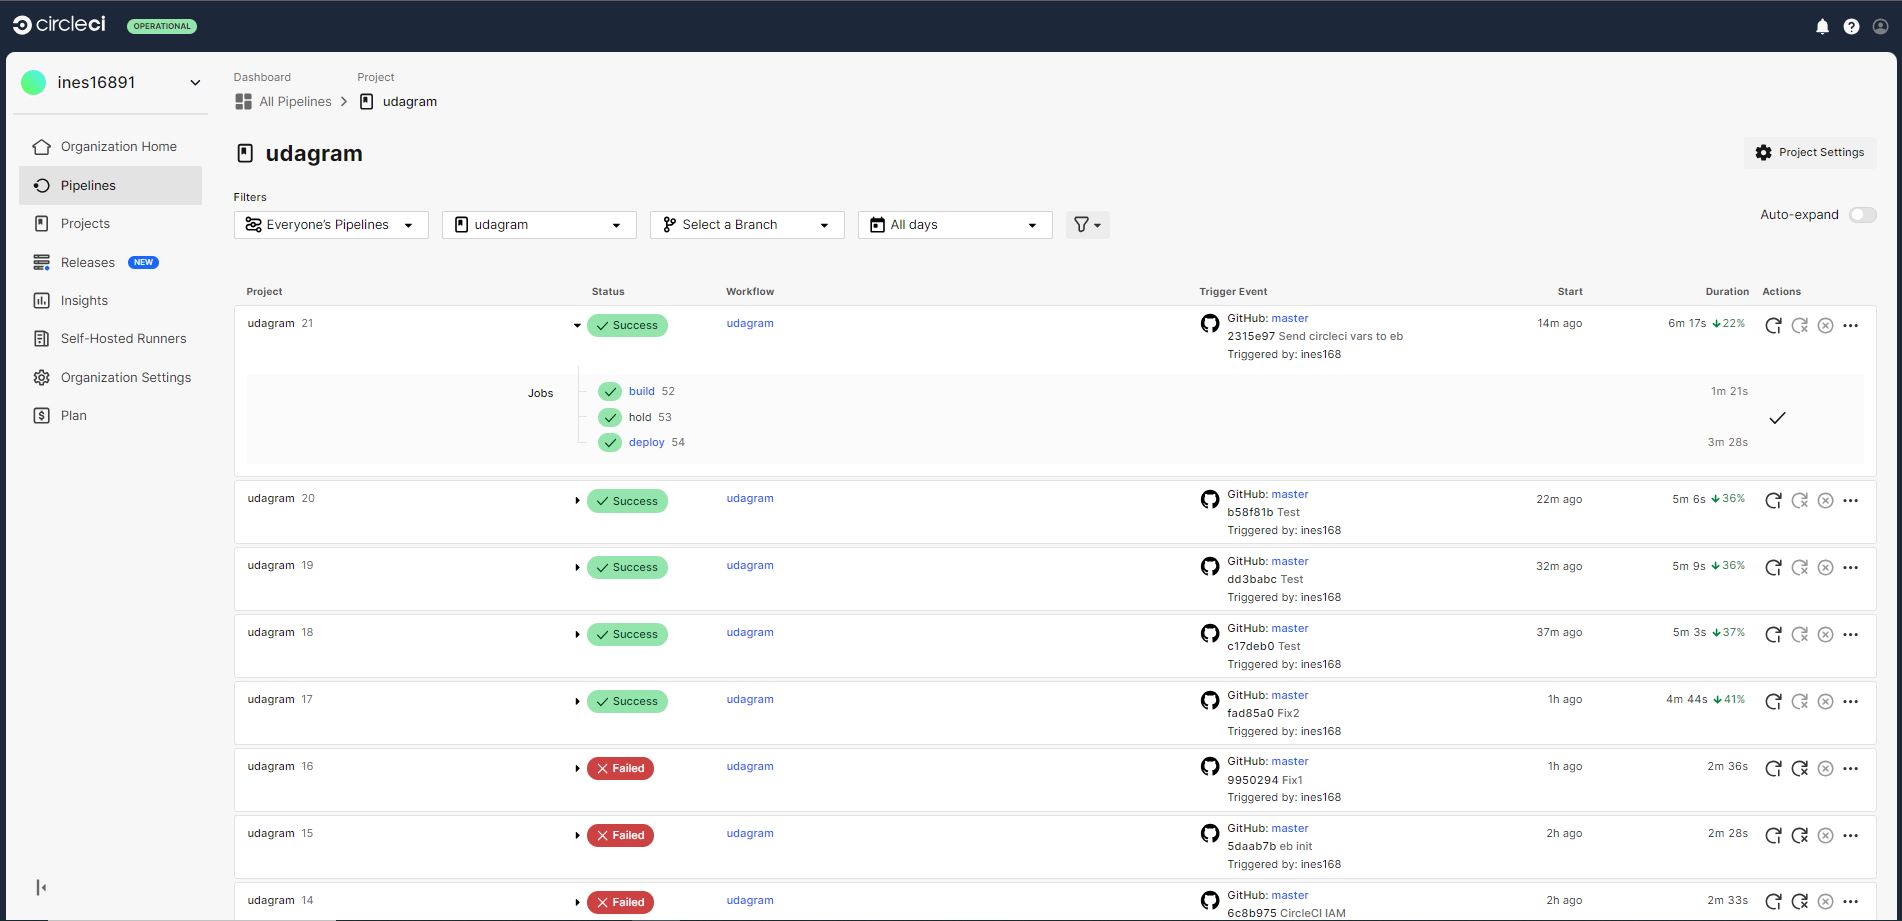 circleci OPERATIONAL
ines16891
Organization Home
Pipelines
Projects
Releases NEW
Insights
Self-Hosted Runners
Organization Settings
Plan
Dashboard Project
All Pipelines udagram
udagram
Project Settings
Filters
Everyone's Pipelines udagram Select a Branch All days
Auto-expand
Project Status Workflow Trigger Event Start Duration Actions
udagram 21 Success udagram GitHub: master 14m ago 6m 17s 22%
2315e97 Send circleci vars to eb
Triggered by: ines168
Jobs build 52 1m 21s
hold 53
deploy 54 3m 28s
udagram 20 Success udagram GitHub: master 22m ago 5m 6s 36%
b58f81b Test
Triggered by: ines168
udagram 19 Success udagram GitHub: master 32m ago 5m 9s 36%
dd3babc Test
Triggered by: ines168
udagram 18 Success udagram GitHub: master 37m ago 5m 3s 37%
c17deb0 Test
Triggered by: ines168
udagram 17 Success udagram GitHub: master 1h ago 4m 44s 41%
fad85a0 Fix2
Triggered by: ines168
udagram 16 Failed udagram GitHub: master 1h ago 2m 36s
9950294 Fix1
Triggered by: ines168
udagram 15 Failed udagram GitHub: master 2h ago 2m 28s
5daab7b eb init
Triggered by: ines168
udagram 14 Failed udagram GitHub: master 2h ago 2m 33s
6c8b975 CircleCI IAM